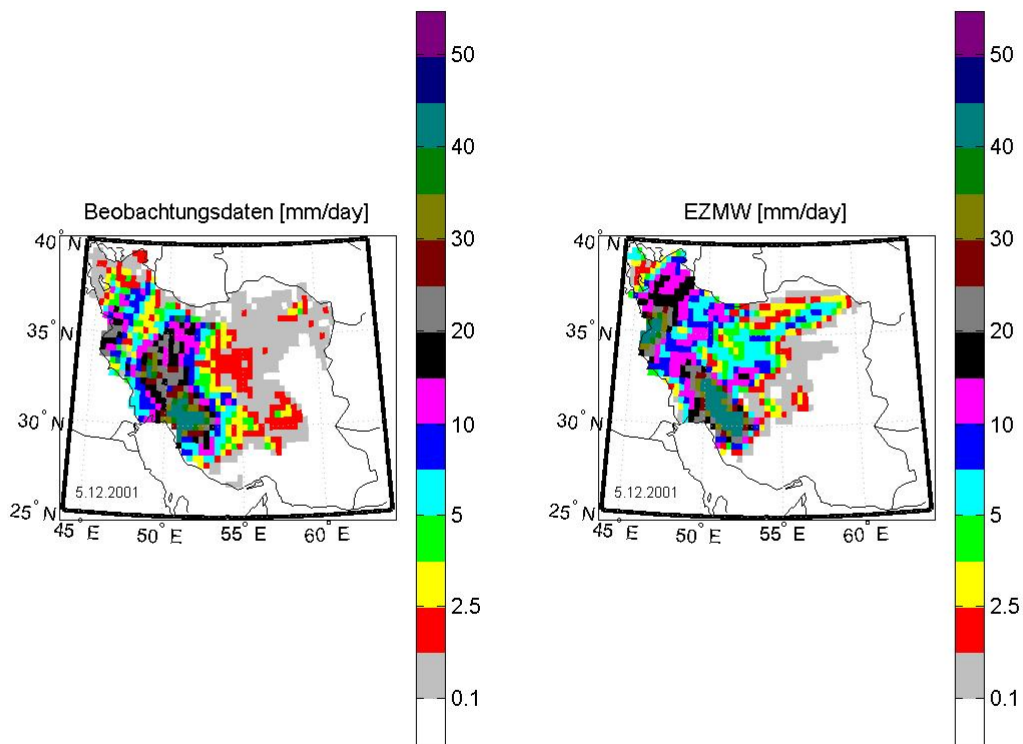 Beobachtungsdaten [mm/day]
40° N
35° N
30° N
25° N
45° E
50° E
55° E
60° E
5.12.2001
50
40
30
20
10
5
2.5
0.1
EZMW [mm/day]
40° N
35° N
30° N
25° N
45° E
50° E
55° E
60° E
5.12.2001
50
40
30
20
10
5
2.5
0.1